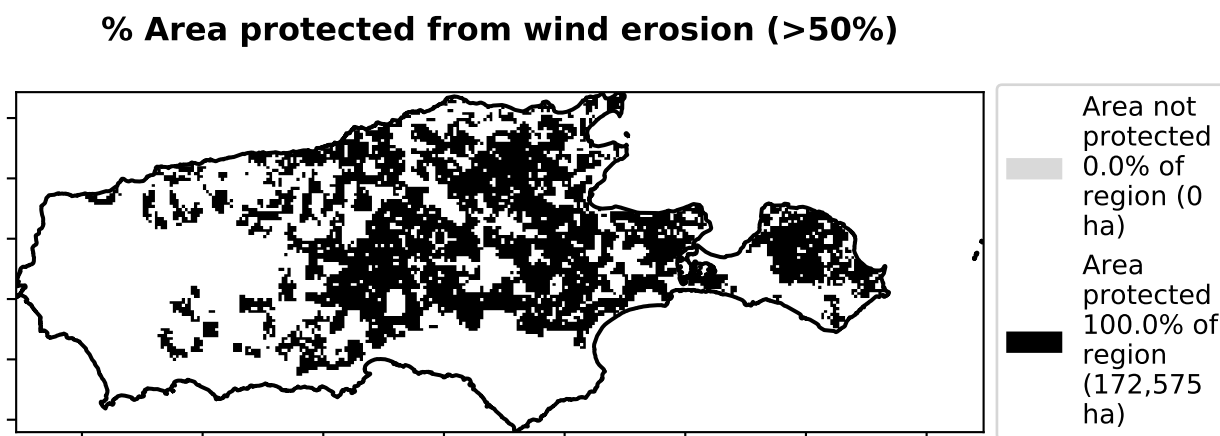 % Area protected from wind erosion (>50%)
Area not
protected
0.0% of
region (0
ha)
Area
protected
100.0% of
region
(172,575
ha)